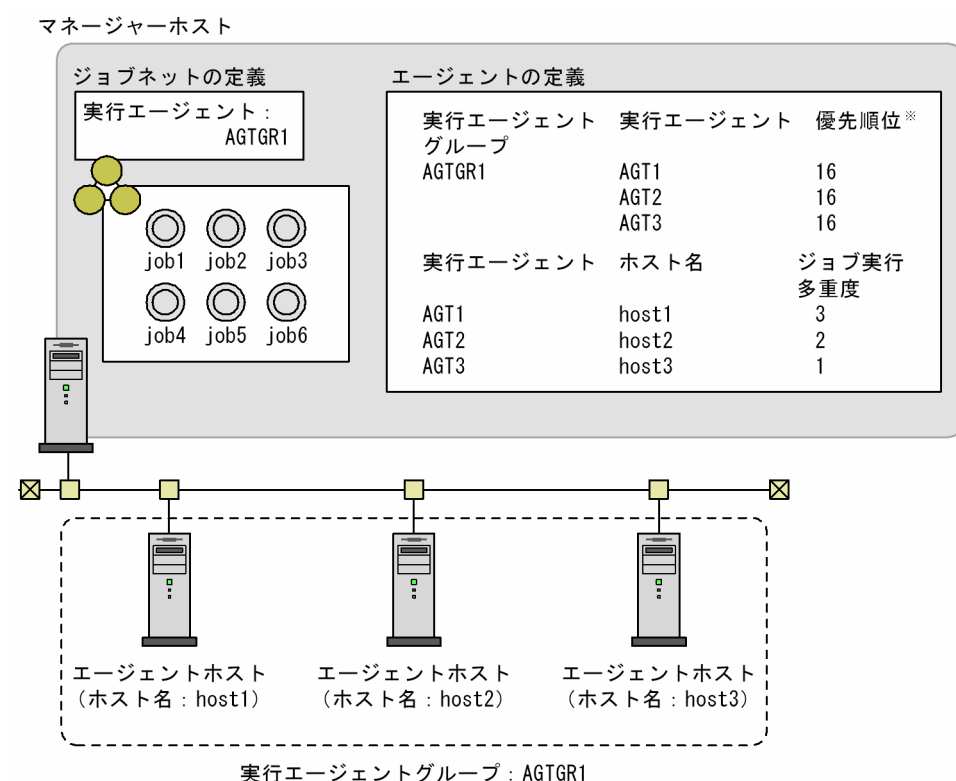 マネージャーホスト
ジョブネットの定義
実行エージェント：
AGTGR1
job1 job2 job3
job4 job5 job6
エージェントの定義
実行エージェント 実行エージェント 優先順位※
グループ
AGTGR1 AGT1 16
AGT2 16
AGT3 16
実行エージェント ホスト名 ジョブ実行
多重度
AGT1 host1 3
AGT2 host2 2
AGT3 host3 1
エージェントホスト エージェントホスト エージェントホスト
（ホスト名：host1） （ホスト名：host2） （ホスト名：host3）
実行エージェントグループ：AGTGR1